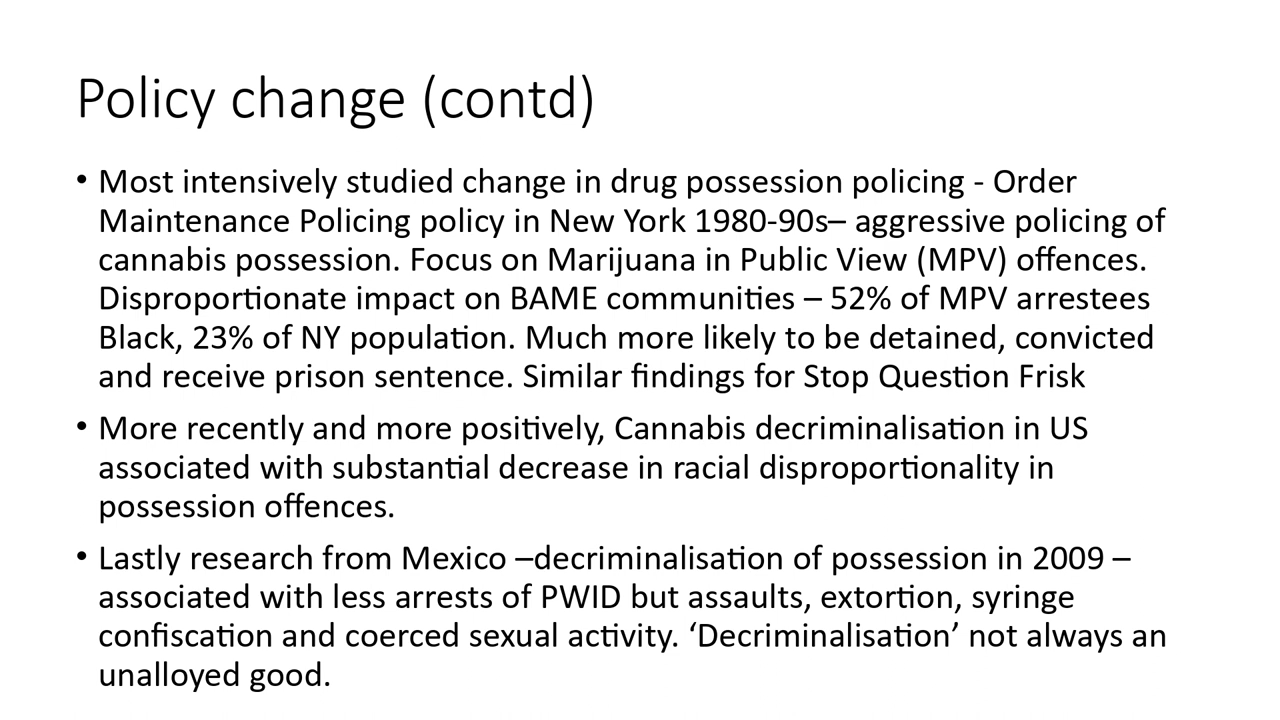 Policy change (contd)
• Most intensively studied change in drug possession policing - Order
Maintenance Policing policy in New York 1980-90s– aggressive policing of
cannabis possession. Focus on Marijuana in Public View (MPV) offences.
Disproportionate impact on BAME communities – 52% of MPV arrestees
Black, 23% of NY population. Much more likely to be detained, convicted
and receive prison sentence. Similar findings for Stop Question Frisk
• More recently and more positively, Cannabis decriminalisation in US
associated with substantial decrease in racial disproportionality in
possession offences.
• Lastly research from Mexico –decriminalisation of possession in 2009 –
associated with less arrests of PWID but assaults, extortion, syringe
confiscation and coerced sexual activity. ‘Decriminalisation’ not always an
unalloyed good.